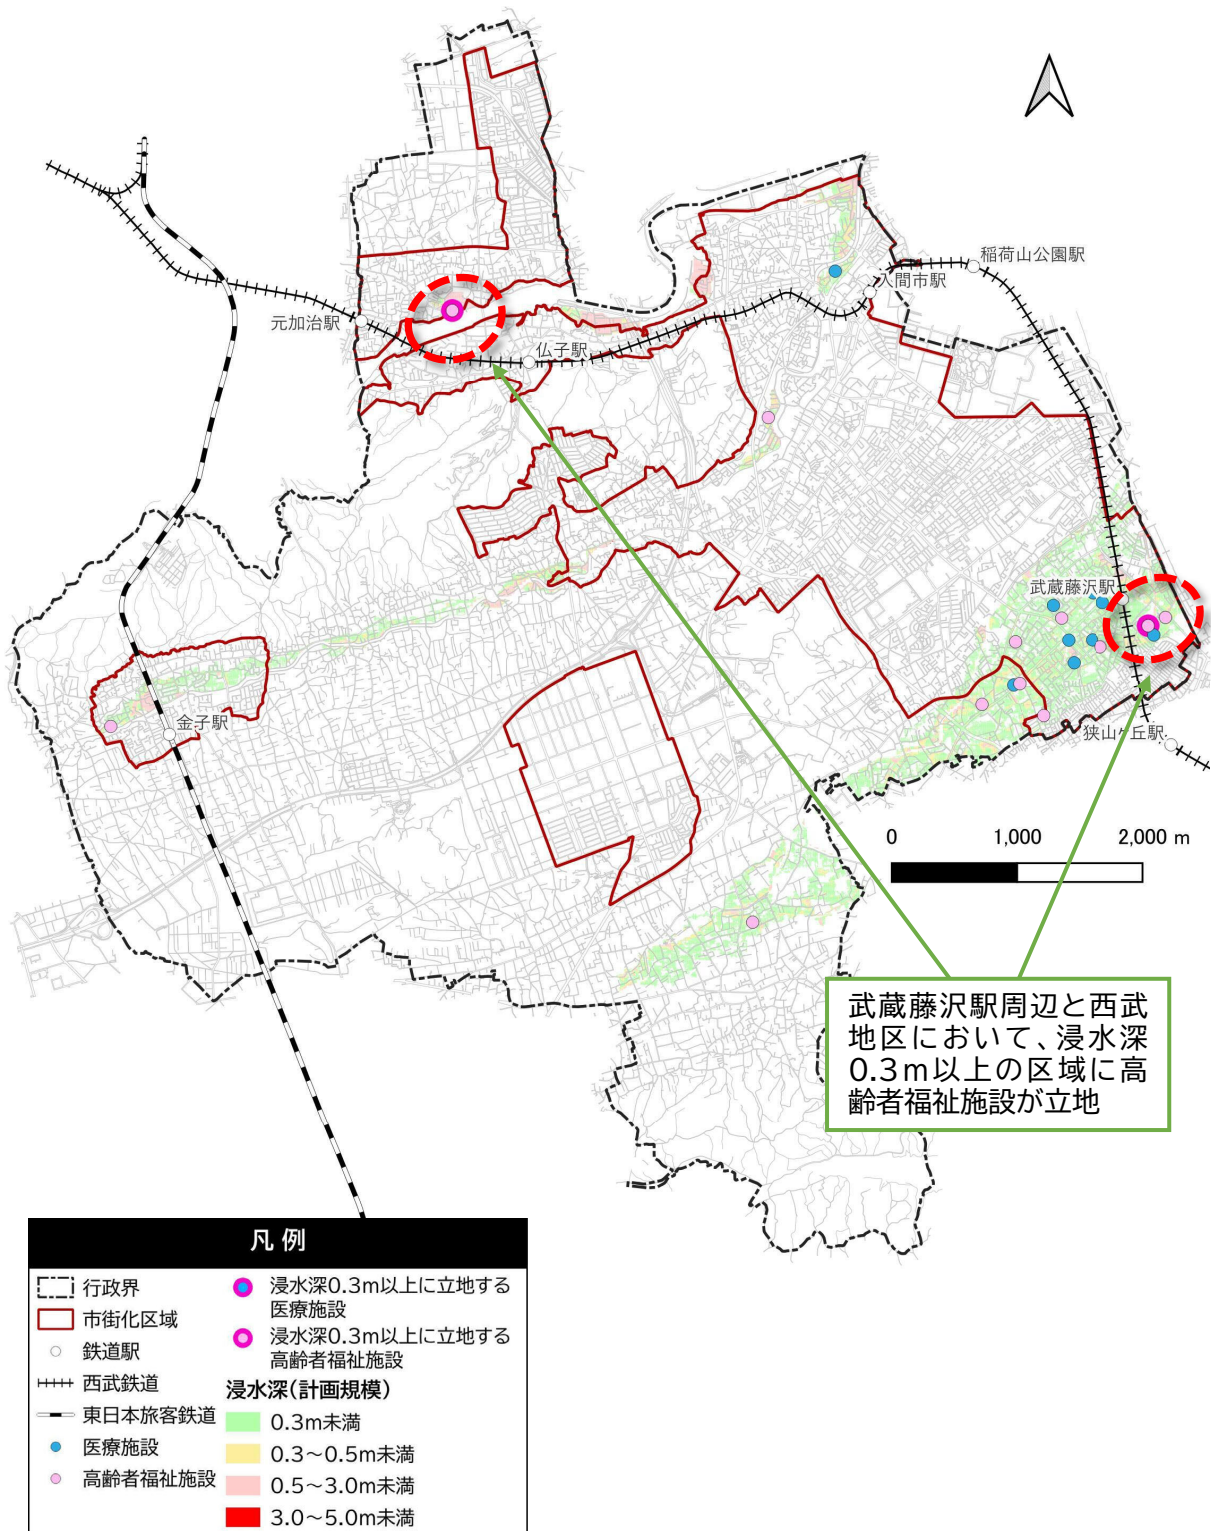 稲荷山公園駅
入間市駅
元加治駅
仏子駅
武蔵藤沢駅
金子駅
狭山ヶ丘駅
0 1,000 2,000 m
武蔵藤沢駅周辺と西武
地区において、浸水深
0.3m以上の区域に高
齢者福祉施設が立地
凡例
行政界
市街化区域
鉄道駅
西武鉄道
東日本旅客鉄道
医療施設
高齢者福祉施設
浸水深0.3m以上に立地する
医療施設
浸水深0.3m以上に立地する
高齢者福祉施設
浸水深(計画規模)
0.3m未満
0.3～0.5m未満
0.5～3.0m未満
3.0～5.0m未満